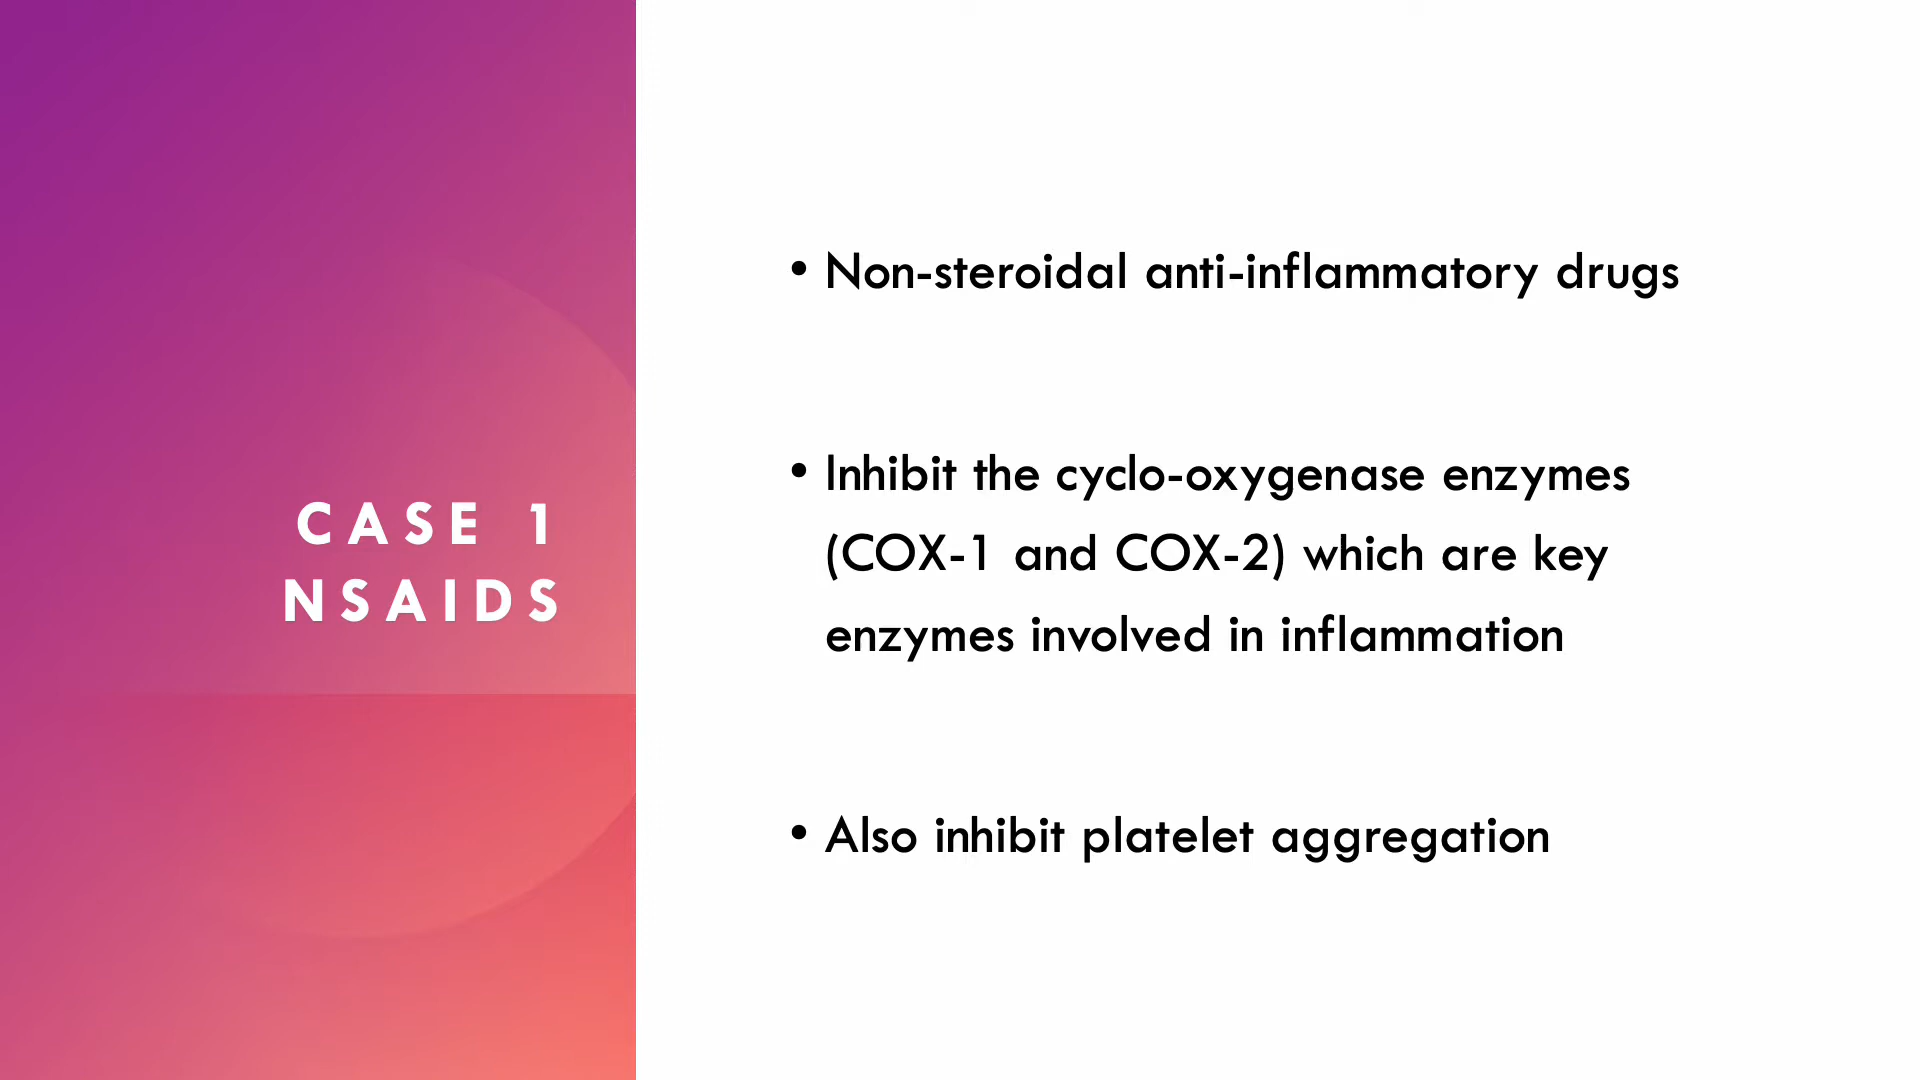 CASE 1
NSAIDS
• Non-steroidal anti-inflammatory drugs
• Inhibit the cyclo-oxygenase enzymes
(COX-1 and COX-2) which are key
enzymes involved in inflammation
• Also inhibit platelet aggregation